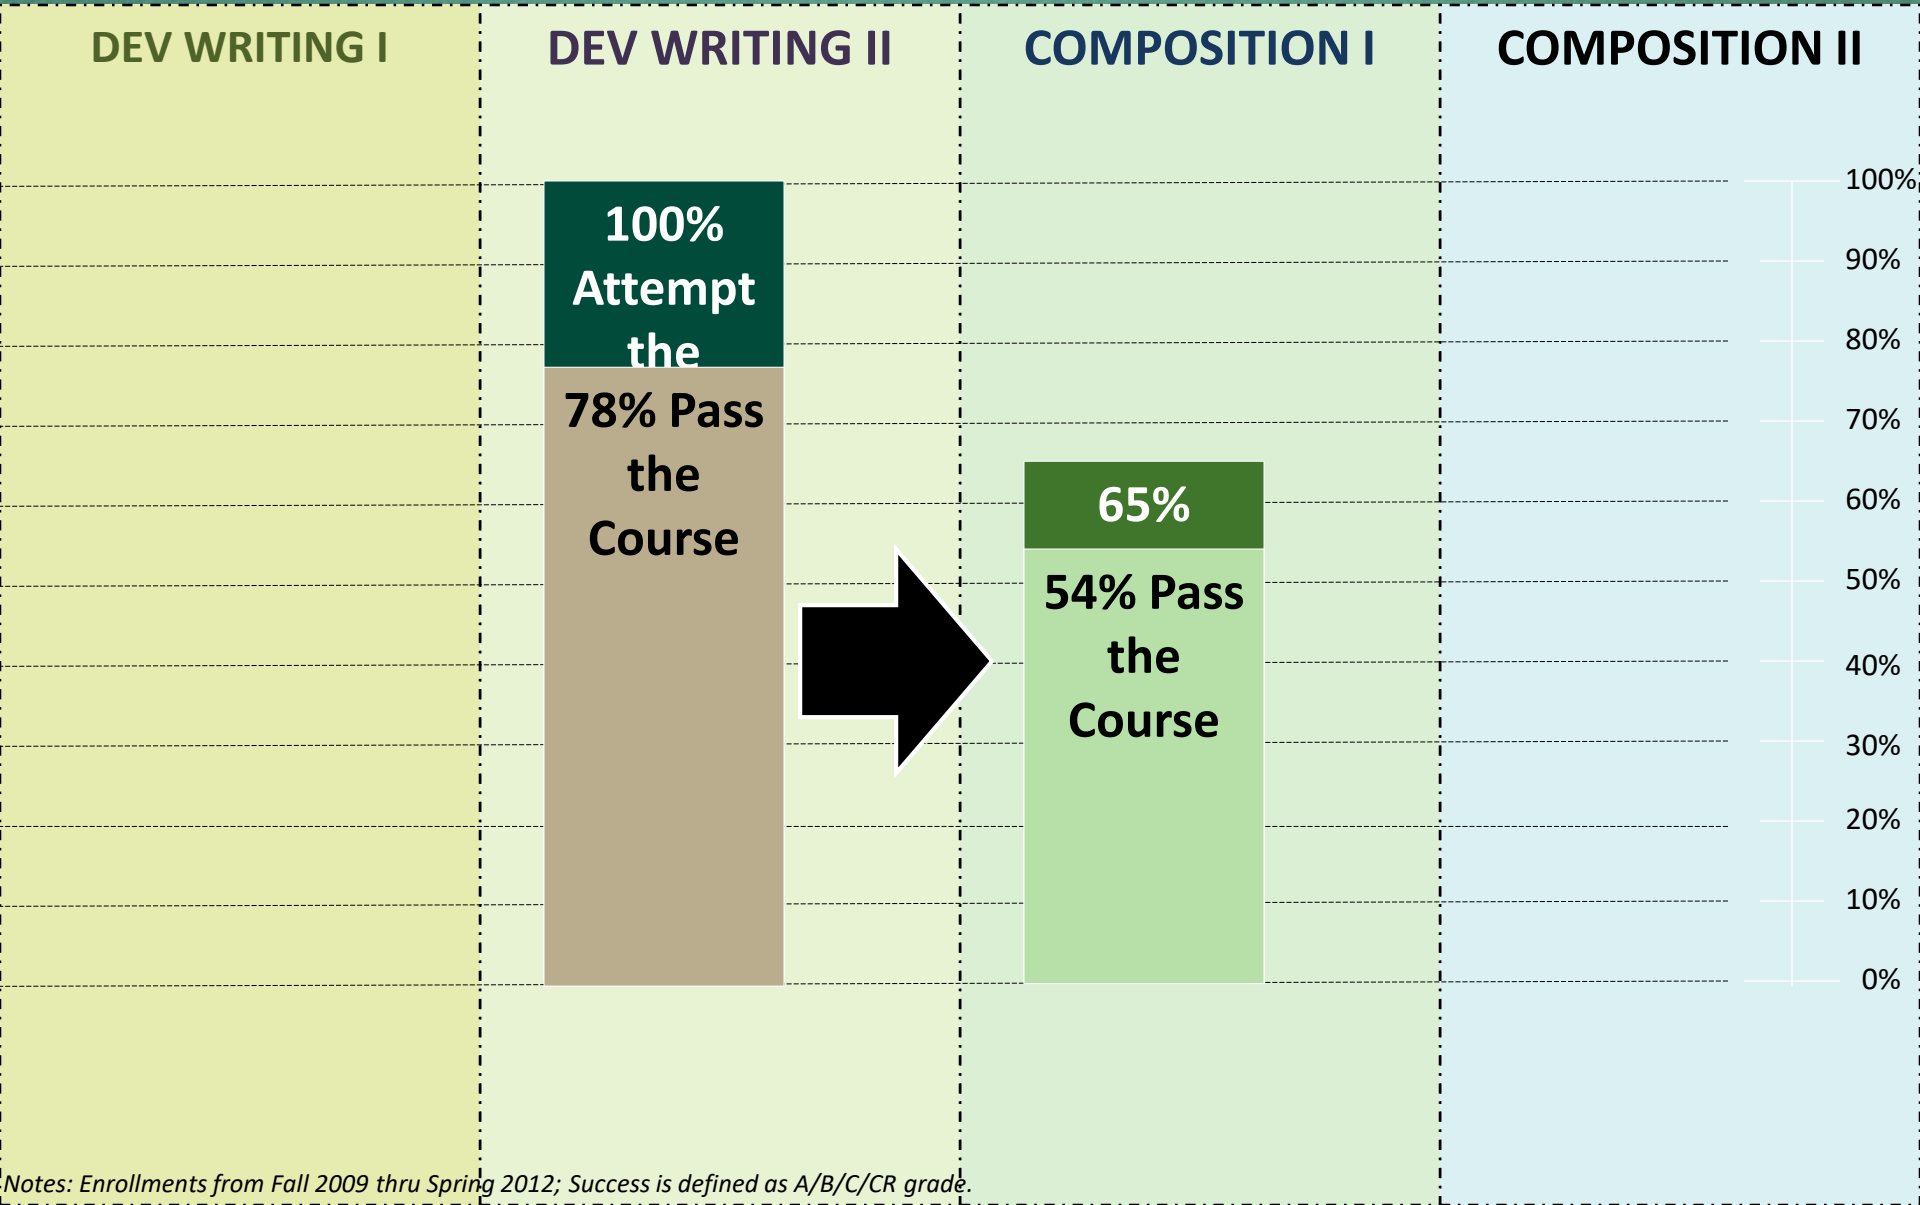 DEV WRITING I
DEV WRITING II
COMPOSITION I
COMPOSITION II
100%
Attempt
the
78% Pass
the
Course
65%
54% Pass
the
Course
100%
90%
80%
70%
60%
50%
40%
30%
20%
10%
0%
Notes: Enrollments from Fall 2009 thru Spring 2012; Success is defined as A/B/C/CR grade.